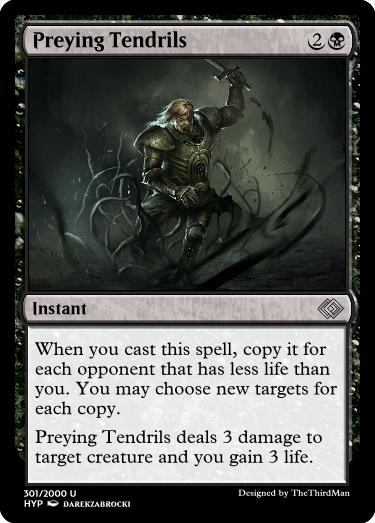 Preying Tendrils 2
Instant
When you cast this spell, copy it for
each opponent that has less life than
you. You may choose new targets for
each copy.
Preying Tendrils deals 3 damage to
target creature and you gain 3 life.
301/2000 U
Designed by TheThirdMan
HYP DAREKZABROCKI